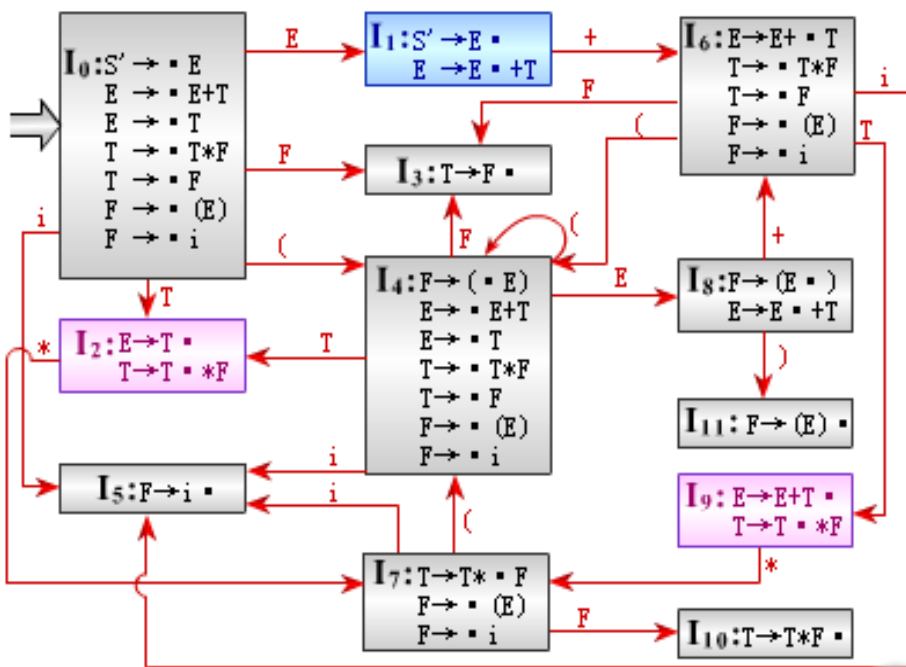 I₀:S′→▪ E
E →▪ E+T
E →▪ T
T →▪ T*F
T →▪ F
F →▪ (E)
F →▪ i
E
I₁:S′→E▪
E →E▪ +T
+
I₆:E→E+▪ T
T→▪ T*F
T→▪ F
F→▪ (E)
F→▪ i
i
T
F
(
F
I₃:T→F▪
i
(
T
F
(
I₄:F→(▪ E)
E→▪ E+T
E→▪ T
T→▪ T*F
T→▪ F
F→▪ (E)
F→▪ i
E
+
I₈:F→(E▪ )
E→E▪ +T
)
*
I₂:E→T▪
T→T▪ *F
T
I₁₁:F→(E)▪
i
i
I₅:F→i▪
(
I₉:E→E+T▪
T→T▪ *F
*
I₇:T→T*▪ F
F→▪ (E)
F→▪ i
F
I₁₀:T→T*F▪